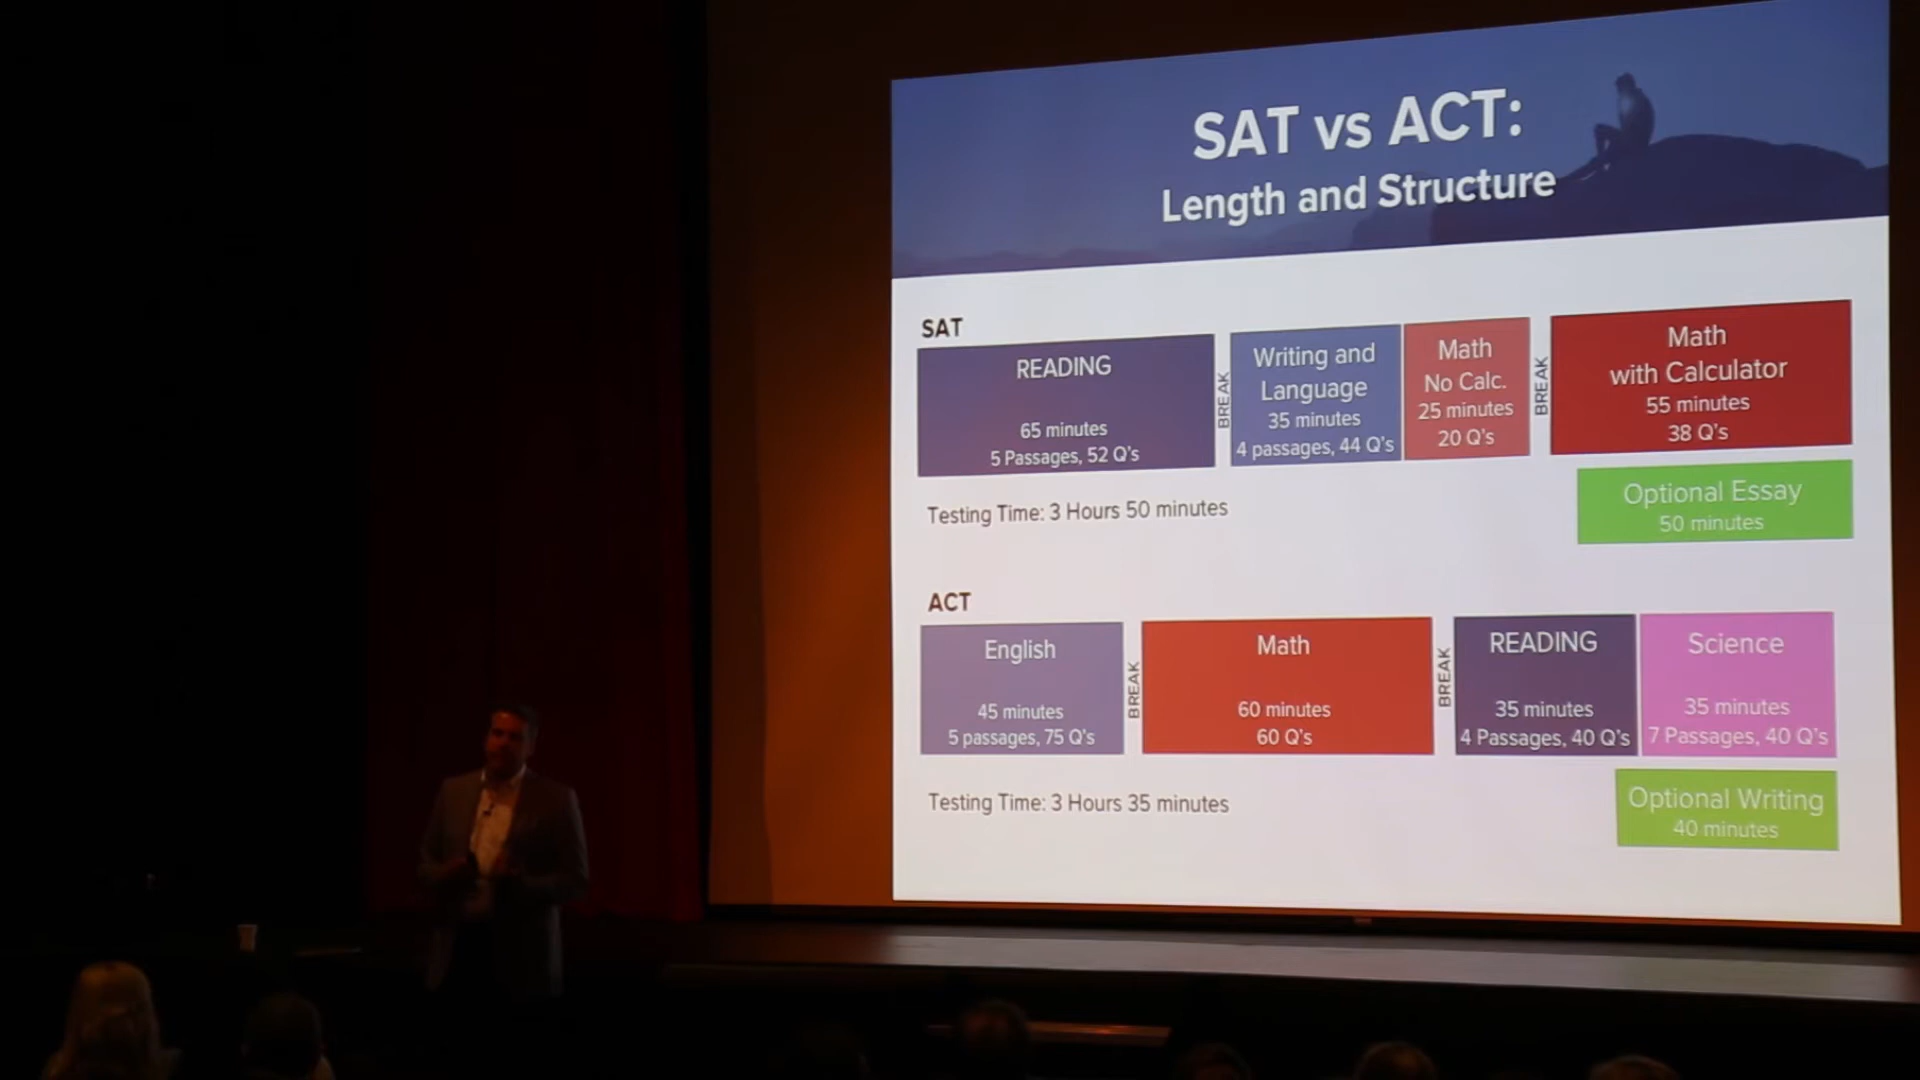 SAT vs ACT:
Length and Structure
SAT
READING
65 minutes
5 Passages, 52 Q's
BREAK
Writing and
Language
35 minutes
4 passages, 44 Q's
Math
No Calc.
25 minutes
20 Q's
BREAK
Math
with Calculator
55 minutes
38 Q's
Optional Essay
50 minutes
Testing Time: 3 Hours 50 minutes
ACT
English
45 minutes
5 passages, 75 Q's
BREAK
Math
60 minutes
60 Q's
BREAK
READING
35 minutes
4 Passages, 40 Q's
Science
35 minutes
7 Passages, 40 Q's
Optional Writing
40 minutes
Testing Time: 3 Hours 35 minutes